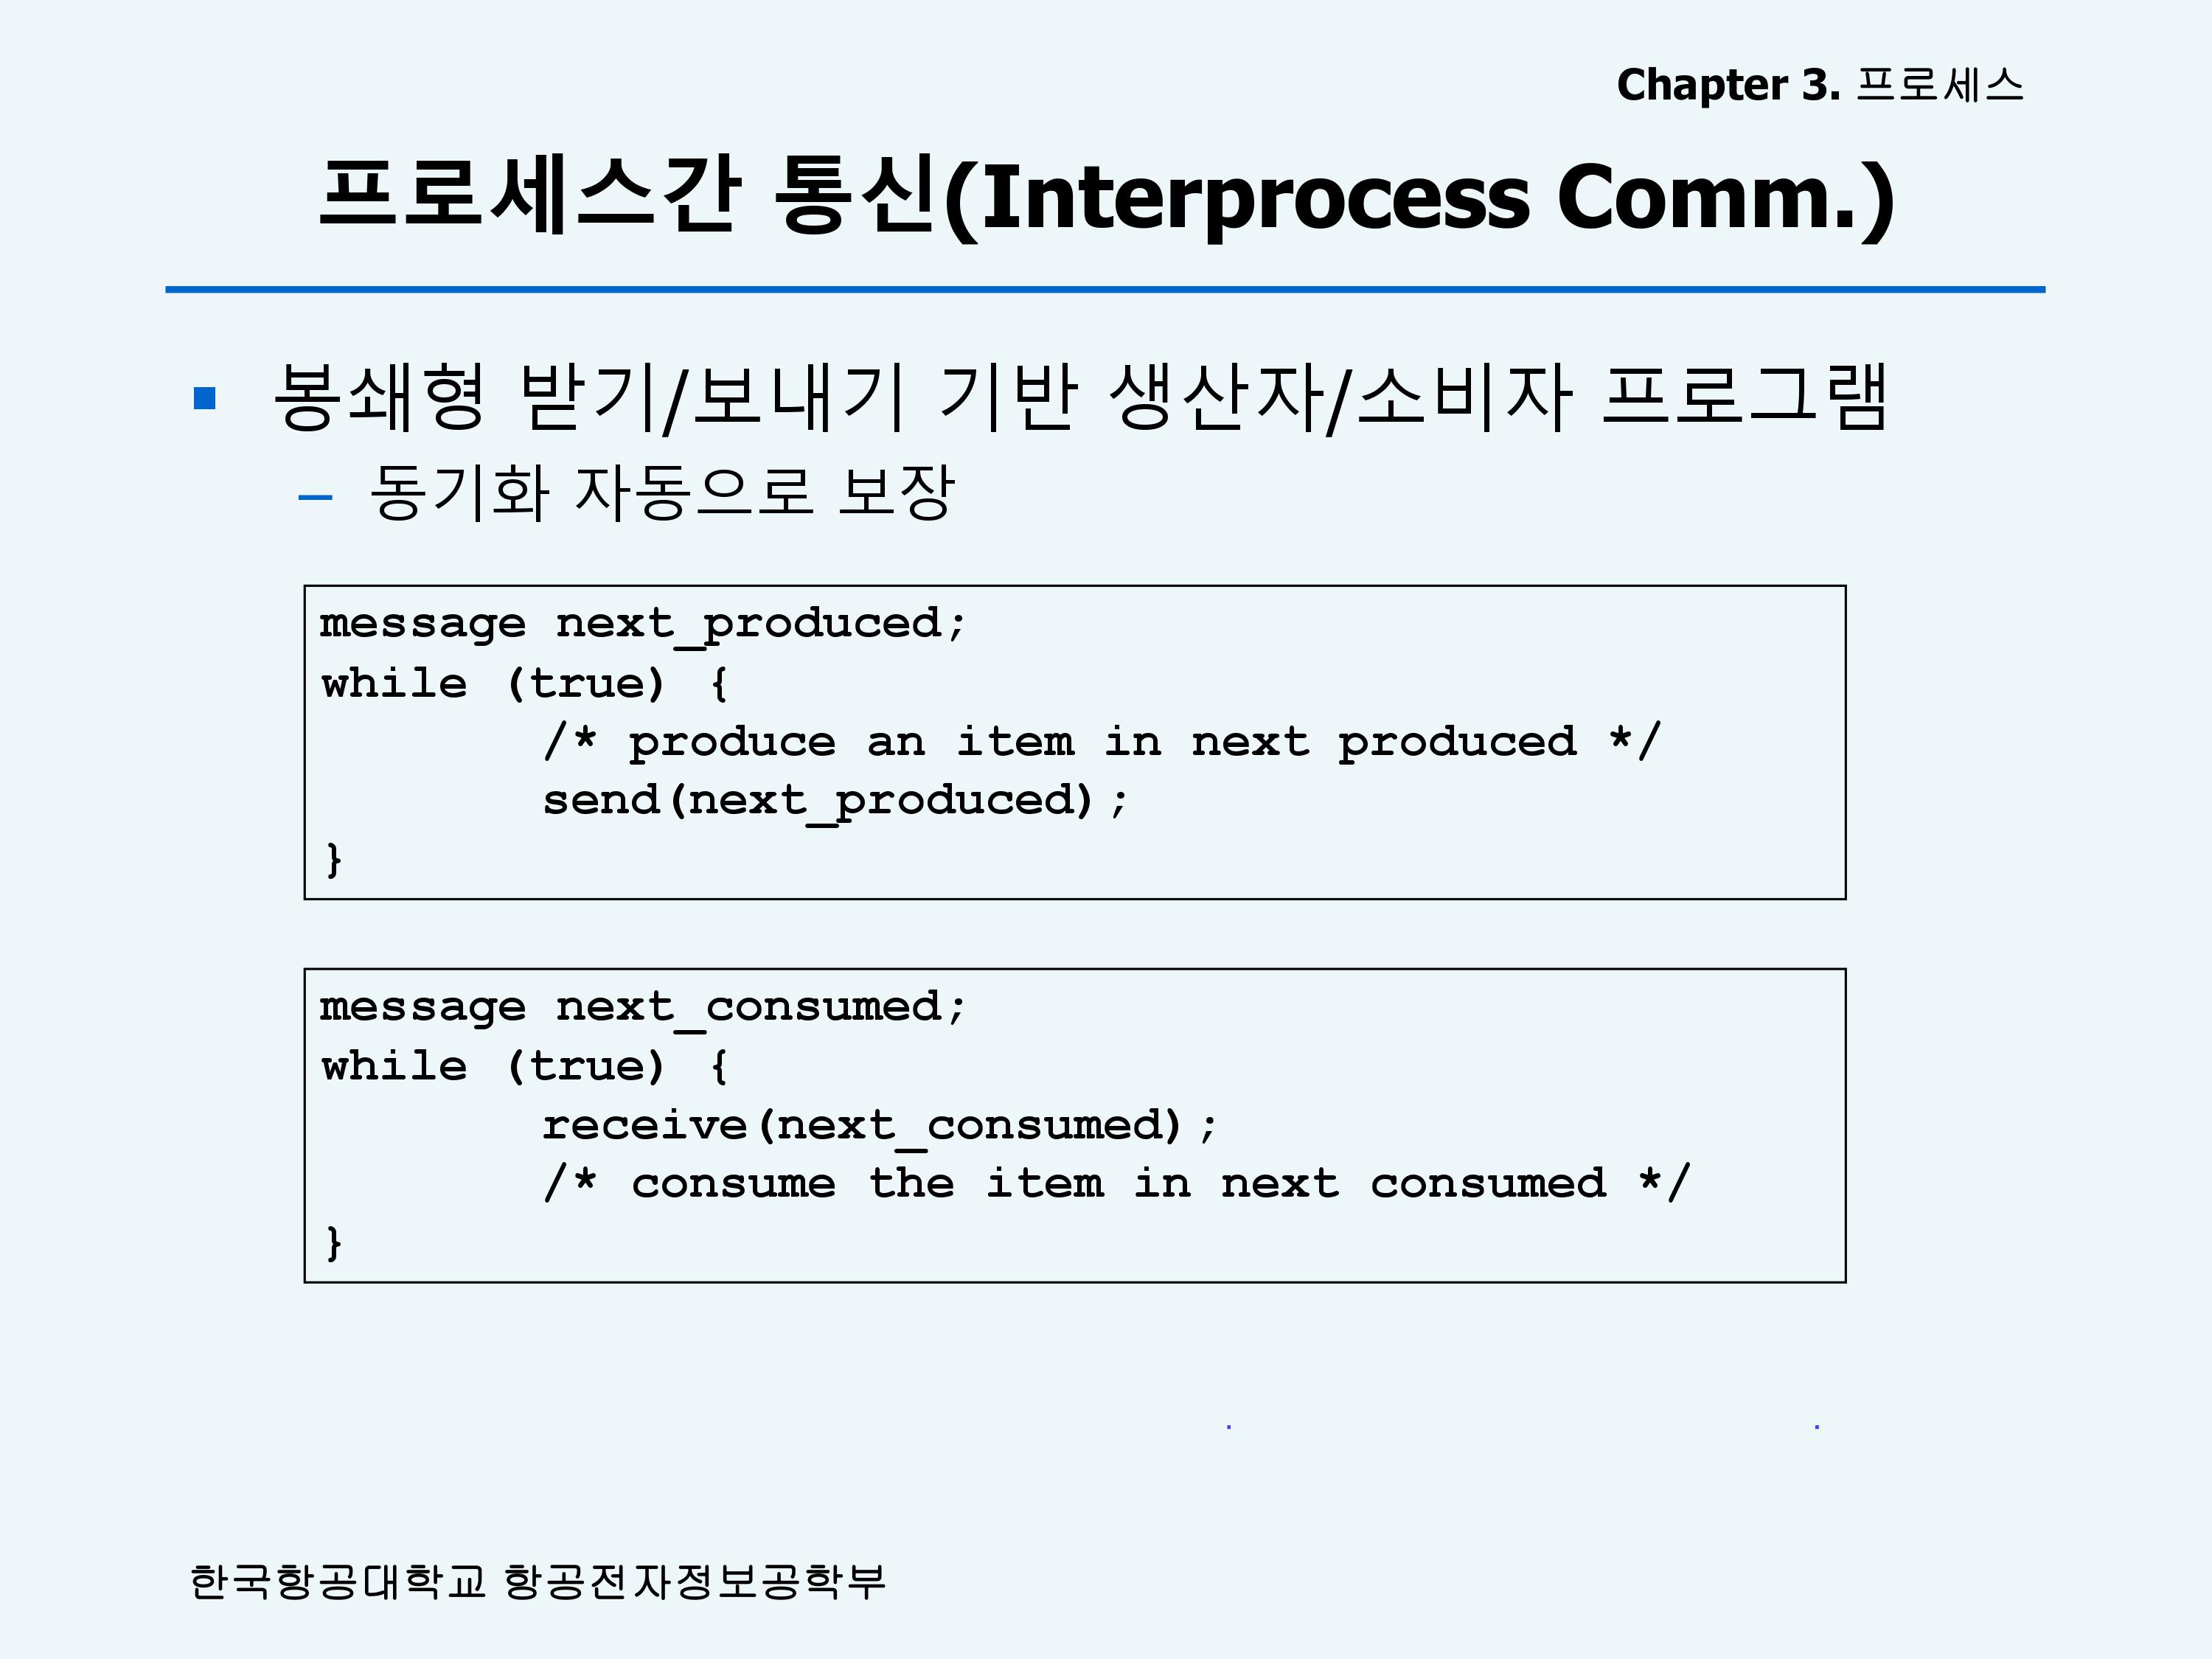 Chapter 3. 프로세스
프로세스간 통신(Interprocess Comm.)
▪ 봉쇄형 받기/보내기 기반 생산자/소비자 프로그램
– 동기화 자동으로 보장
message next_produced;
while (true) {
/* produce an item in next produced */
send(next_produced);
}
message next_consumed;
while (true) {
receive(next_consumed);
/* consume the item in next consumed */
}
한국항공대학교 항공전자정보공학부